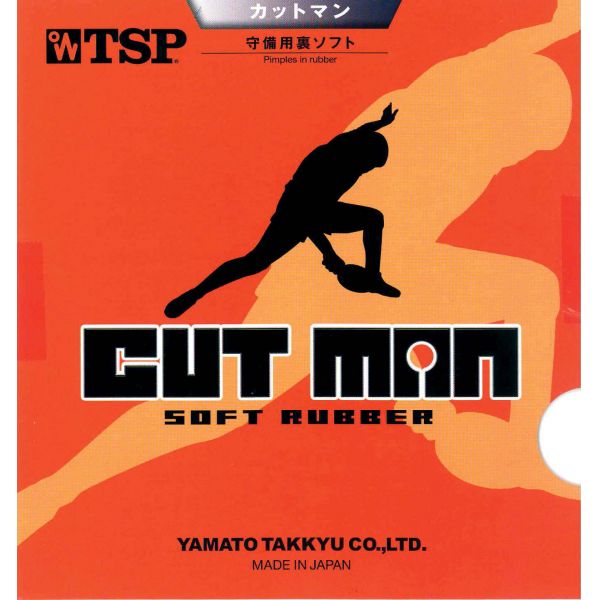 カットマン
TSP
守備用裏ソフト
Pimples in rubber
CUT MAN
SOFT RUBBER
YAMATO TAKKYU CO.,LTD.
MADE IN JAPAN